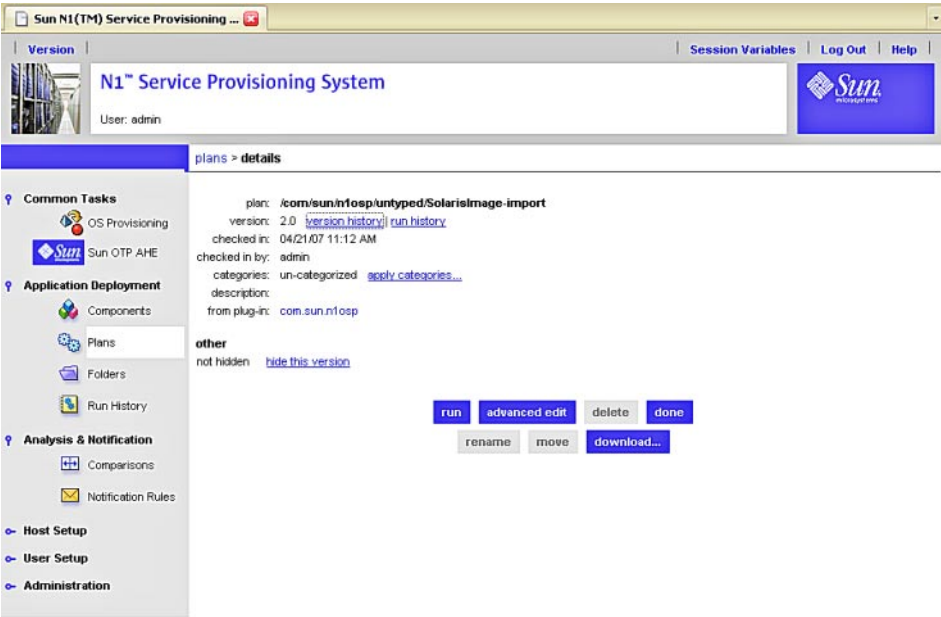 Sun N1(TM) Service Provisioning ...
Version
Session Variables | Log Out | Help
N1™ Service Provisioning System
User: admin
Sun
microsystems
plans > details
Common Tasks
OS Provisioning
Sun Sun OTP AHE
Application Deployment
Components
Plans
Folders
Run History
Analysis & Notification
Comparisons
Notification Rules
Host Setup
User Setup
Administration
plan: /com/sun/n1osp/untyped/SolarisImage-import
version: 2.0 version history | run history
checked in: 04/21/07 11:12 AM
checked in by: admin
categories: un-categorized apply categories...
description:
from plug-in: com.sun.n1osp
other
not hidden hide this version
run advanced edit delete done
rename move download...